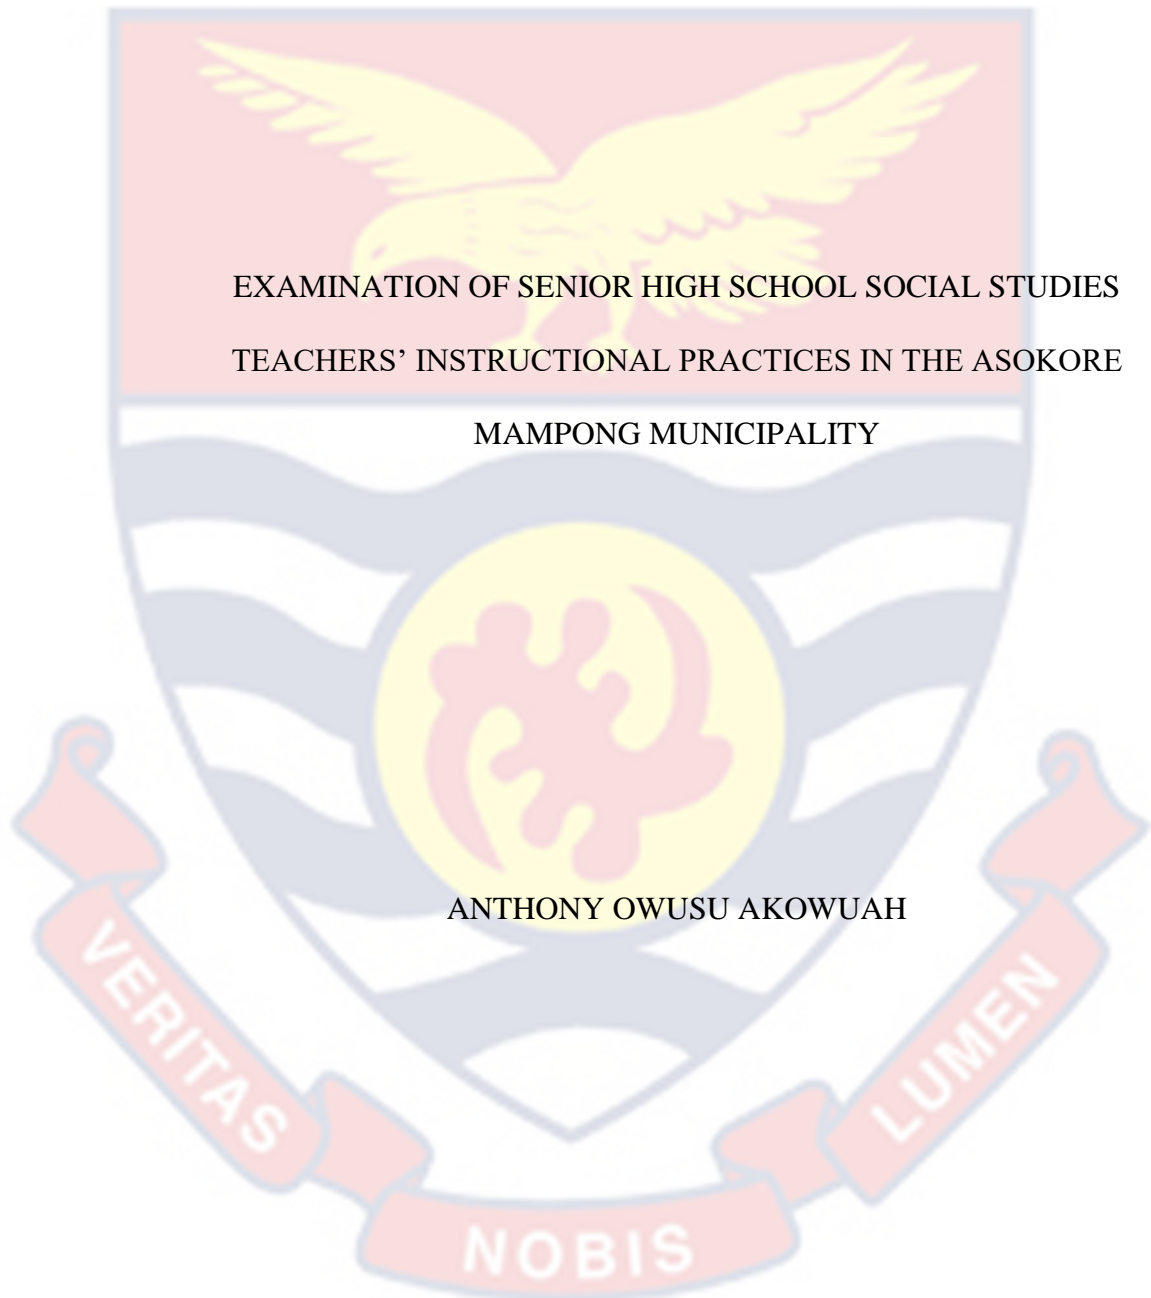 EXAMINATION OF SENIOR HIGH SCHOOL SOCIAL STUDIES
TEACHERS’ INSTRUCTIONAL PRACTICES IN THE ASOKORE
MAMPONG MUNICIPALITY
ANTHONY OWUSU AKOWUAH
VERITAS
NOBIS
LUMEN